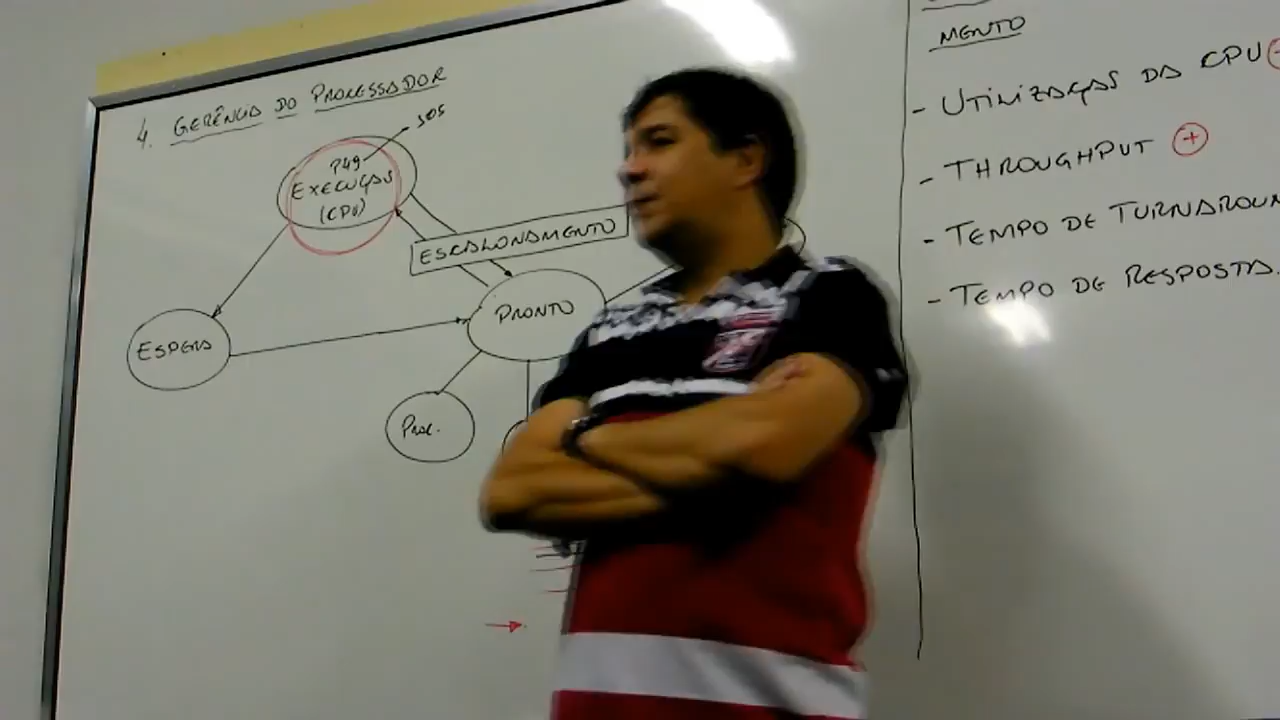 4. GERÊNCIA DO PROCESSADOR
P49
EXECUÇÃO
(CPU)
ESCALONAMENTO
PRONTO
ESPERA
Proc.
MENTO
- UTILIZAÇÃO DA CPU
- THROUGHPUT +
- TEMPO DE TURNAROUN
- TEMPO DE RESPOSTA.